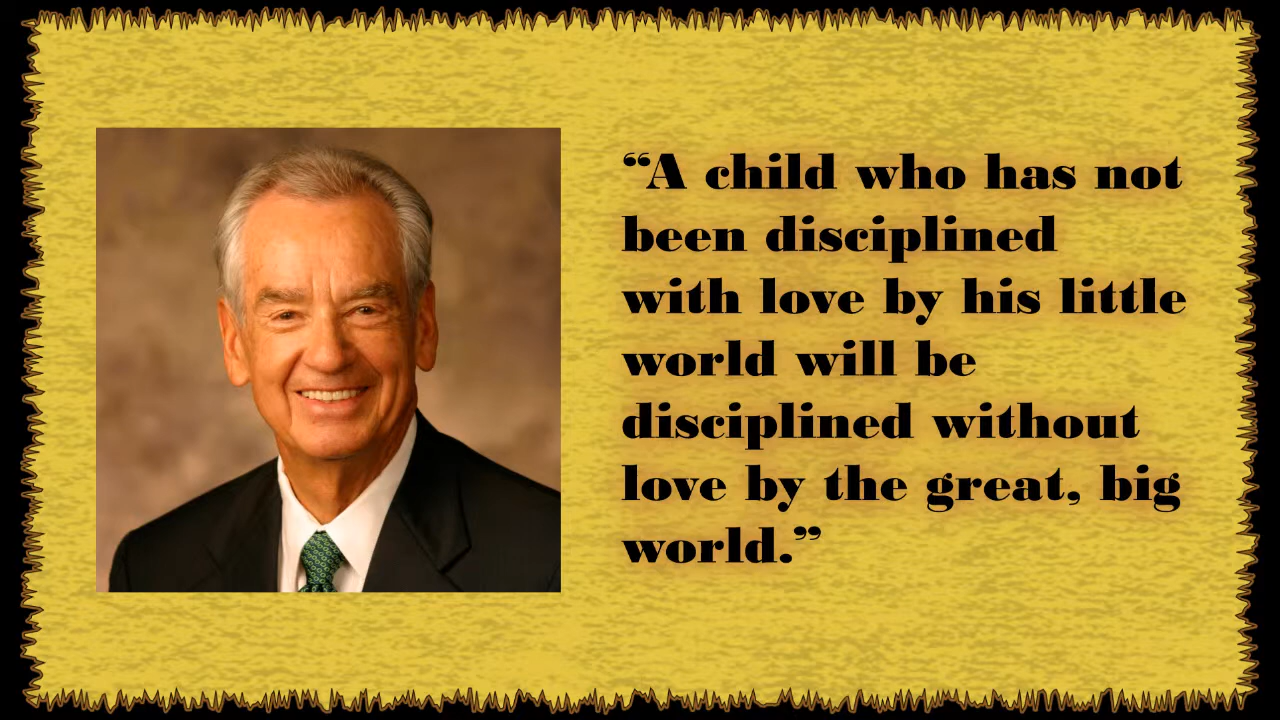 “A child who has not
been disciplined
with love by his little
world will be
disciplined without
love by the great, big
world.”